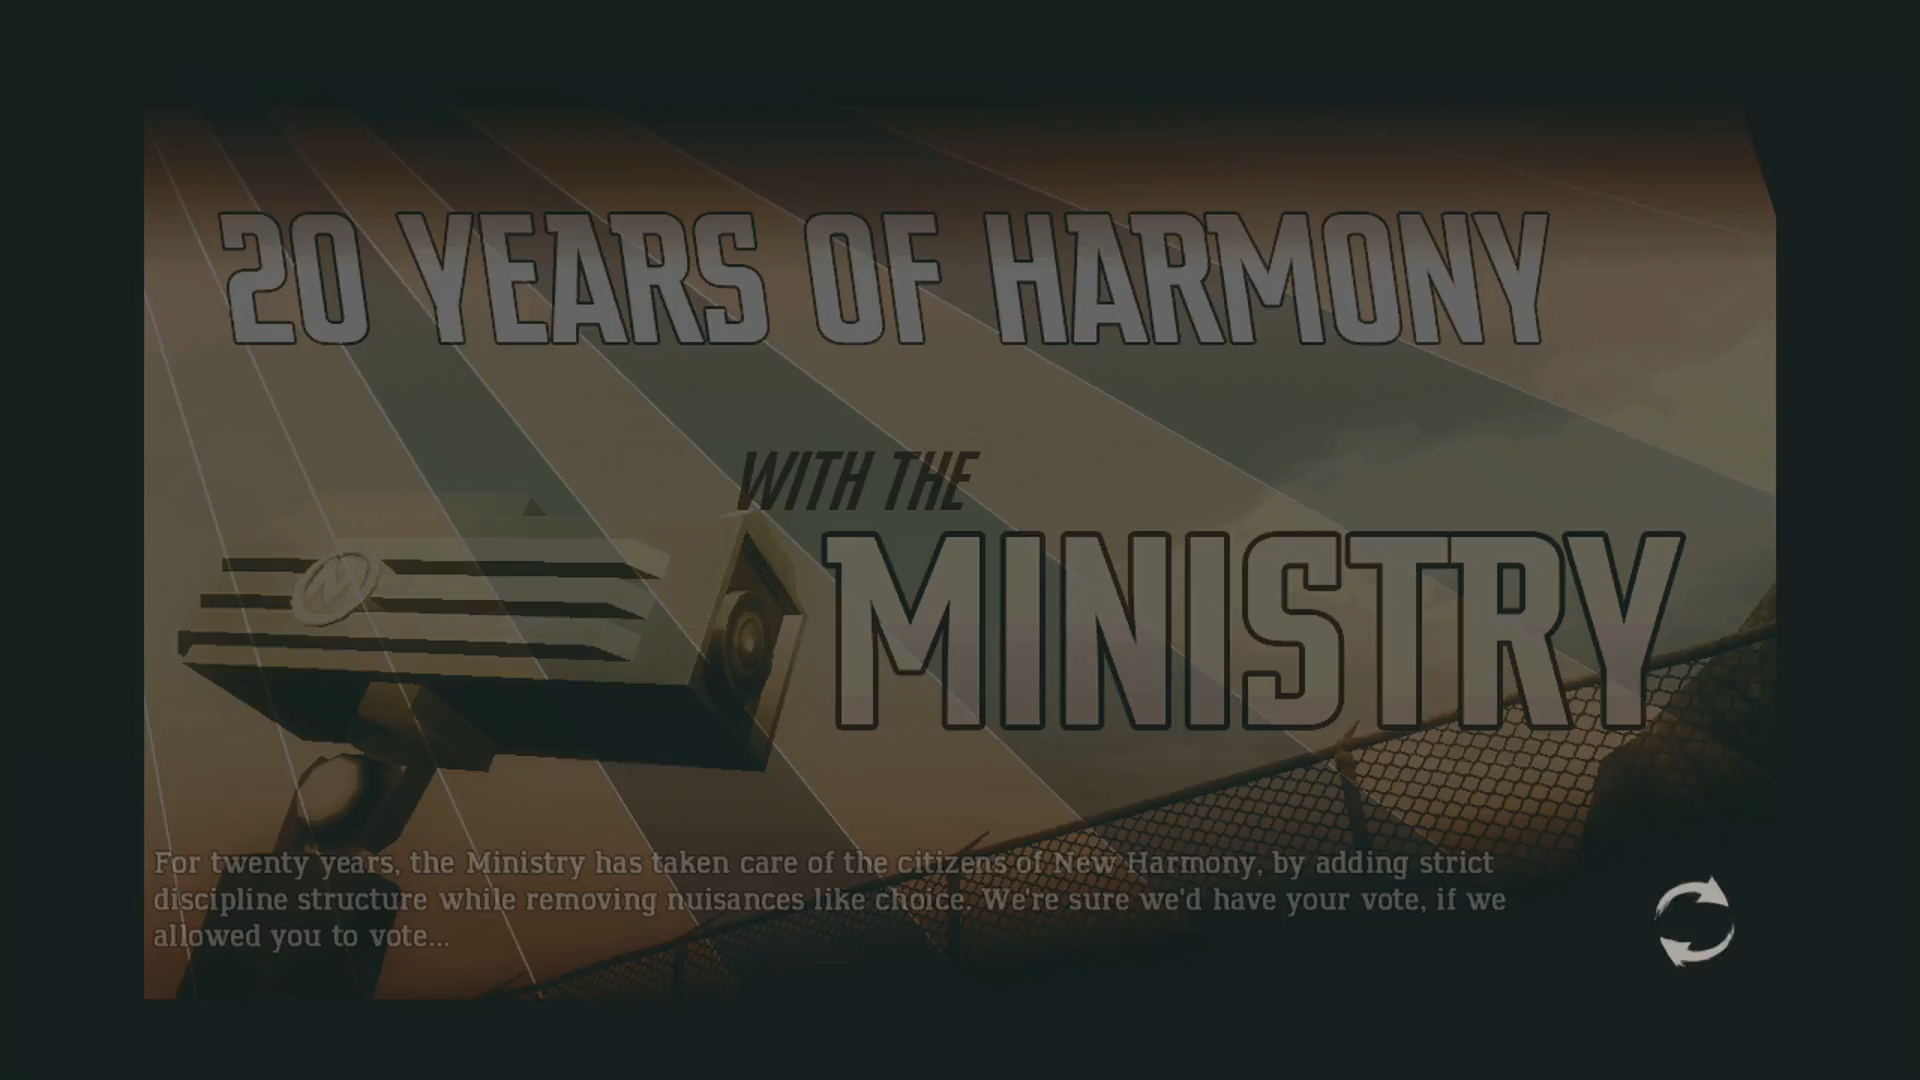 20 YEARS OF HARMONY
WITH THE
MINISTRY
For twenty years, the Ministry has taken care of the citizens of New Harmony, by adding strict
discipline structure while removing nuisances like choice. We're sure we'd have your vote, if we
allowed you to vote...